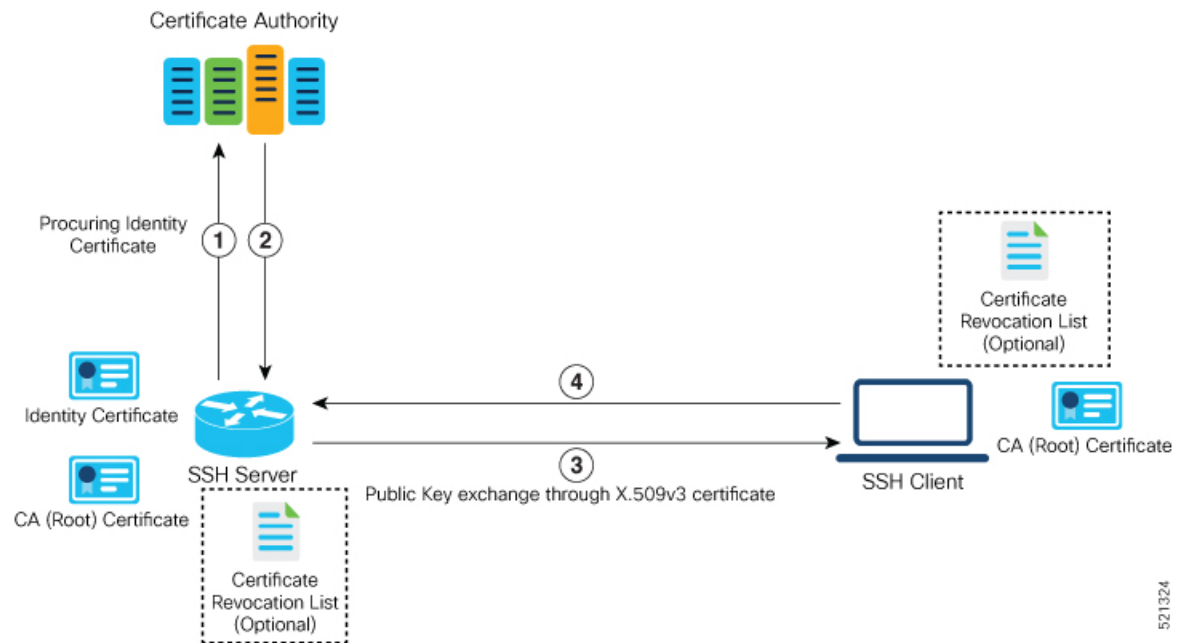 Certificate Authority
Procuring Identity
Certificate
1
2
Certificate
Revocation List
(Optional)
4
Identity Certificate
CA (Root) Certificate
SSH Server
3
SSH Client
Public Key exchange through X.509v3 certificate
CA (Root) Certificate
Certificate
Revocation List
(Optional)
521324